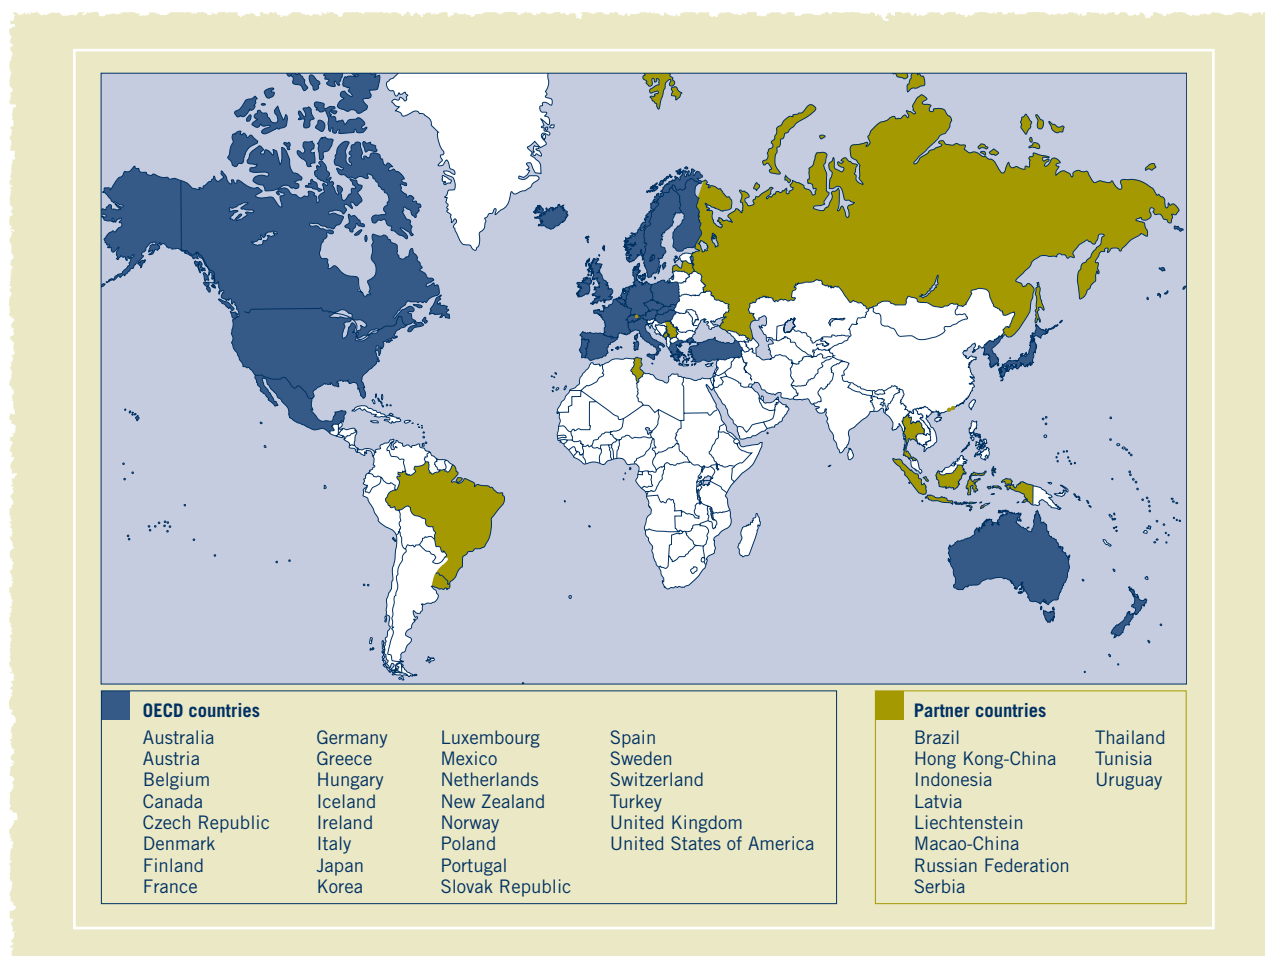 OECD countries
Australia
Austria
Belgium
Canada
Czech Republic
Denmark
Finland
France
Germany
Greece
Hungary
Iceland
Ireland
Italy
Japan
Korea
Luxembourg
Mexico
Netherlands
New Zealand
Norway
Poland
Portugal
Slovak Republic
Spain
Sweden
Switzerland
Turkey
United Kingdom
United States of America
Partner countries
Brazil
Hong Kong-China
Indonesia
Latvia
Liechtenstein
Macao-China
Russian Federation
Serbia
Thailand
Tunisia
Uruguay